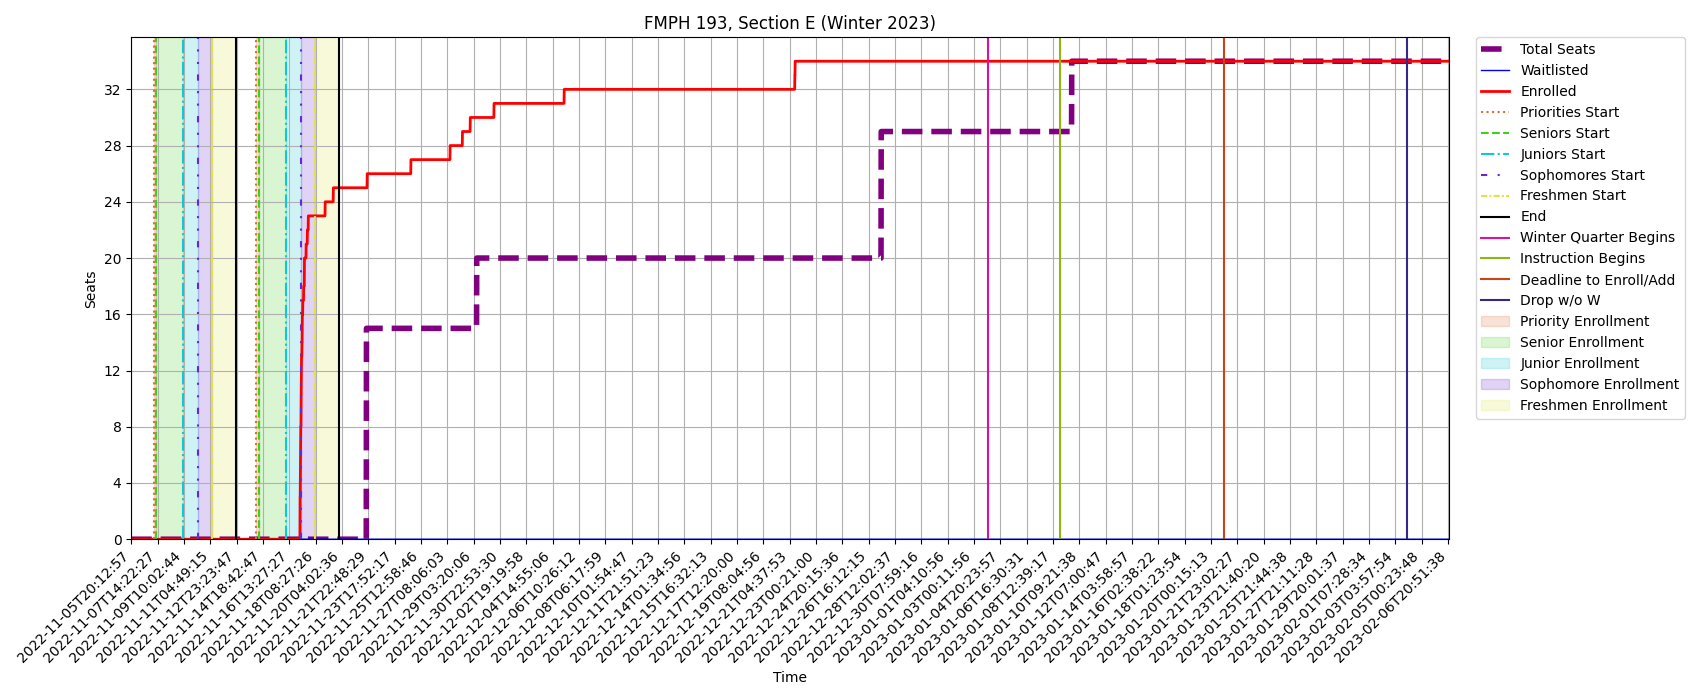 FMPH 193, Section E (Winter 2023)
Seats
32
28
24
20
16
12
8
4
0
2022-11-05T20:12:57
2022-11-07T14:22:27
2022-11-09T10:02:44
2022-11-11T04:49:15
2022-11-12T23:23:47
2022-11-14T18:42:47
2022-11-16T13:27:27
2022-11-18T08:27:26
2022-11-20T04:02:36
2022-11-21T22:48:29
2022-11-23T17:52:17
2022-11-25T12:58:46
2022-11-27T08:06:03
2022-11-29T03:20:06
2022-11-30T22:53:30
2022-12-02T19:19:58
2022-12-04T14:55:06
2022-12-06T10:26:12
2022-12-08T06:17:59
2022-12-10T01:54:47
2022-12-11T21:51:23
2022-12-14T01:34:56
2022-12-15T16:32:13
2022-12-17T12:20:00
2022-12-19T08:04:56
2022-12-21T04:37:53
2022-12-23T00:21:00
2022-12-24T20:15:36
2022-12-26T16:12:15
2022-12-28T12:02:37
2022-12-30T07:59:16
2023-01-01T04:10:56
2023-01-03T00:11:56
2023-01-04T20:23:57
2023-01-06T16:30:31
2023-01-08T12:39:17
2023-01-10T09:21:38
2023-01-12T07:00:47
2023-01-14T03:58:57
2023-01-16T02:38:22
2023-01-18T01:23:54
2023-01-20T00:15:13
2023-01-21T23:02:27
2023-01-23T21:40:20
2023-01-25T21:44:38
2023-01-27T21:11:28
2023-01-29T20:01:37
2023-02-01T07:28:34
2023-02-03T03:57:54
2023-02-05T00:23:48
2023-02-06T20:51:38
Time
Total Seats
Waitlisted
Enrolled
Priorities Start
Seniors Start
Juniors Start
Sophomores Start
Freshmen Start
End
Winter Quarter Begins
Instruction Begins
Deadline to Enroll/Add
Drop w/o W
Priority Enrollment
Senior Enrollment
Junior Enrollment
Sophomore Enrollment
Freshmen Enrollment